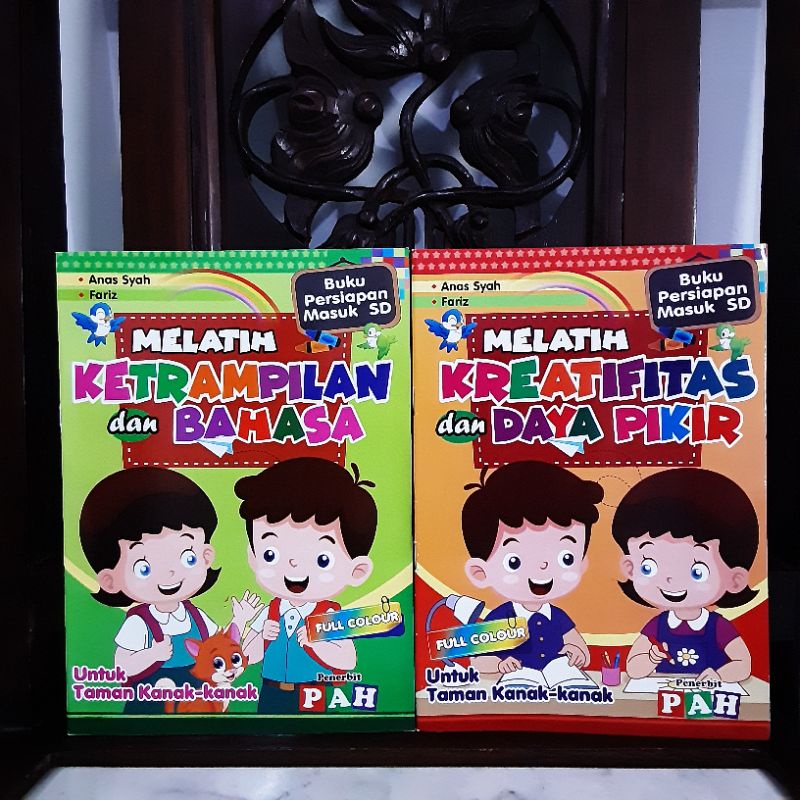 • Anas Syah
• Fariz
Buku
Persiapan
Masuk SD
MELATIH
KETRAMPILAN
dan BAHASA
FULL COLOUR
Untuk
Taman Kanak-kanak
Penerbit
PAH
• Anas Syah
• Fariz
Buku
Persiapan
Masuk SD
MELATIH
KREATIFITAS
dan DAYA PIKIR
FULL COLOUR
Untuk
Taman Kanak-kanak
Penerbit
PAH